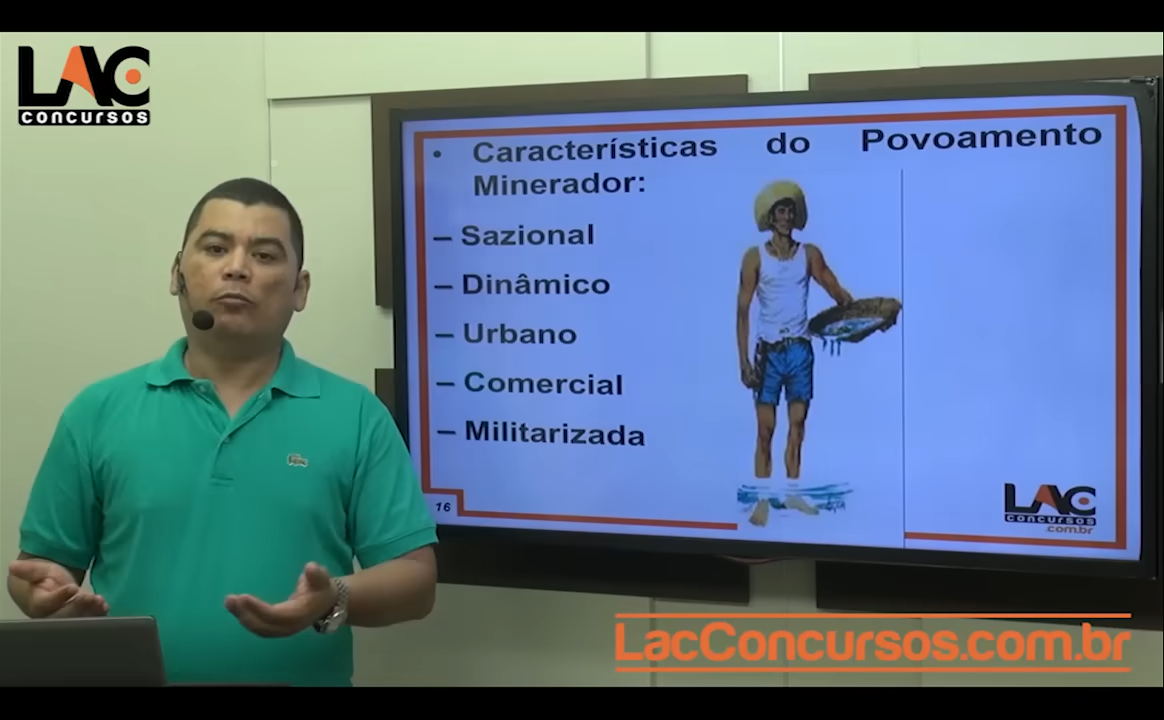 LAC
concursos
• Características do Povoamento
Minerador:
– Sazional
– Dinâmico
– Urbano
– Comercial
– Militarizada
16
LAC
concursos
.com.br
LacConcursos.com.br